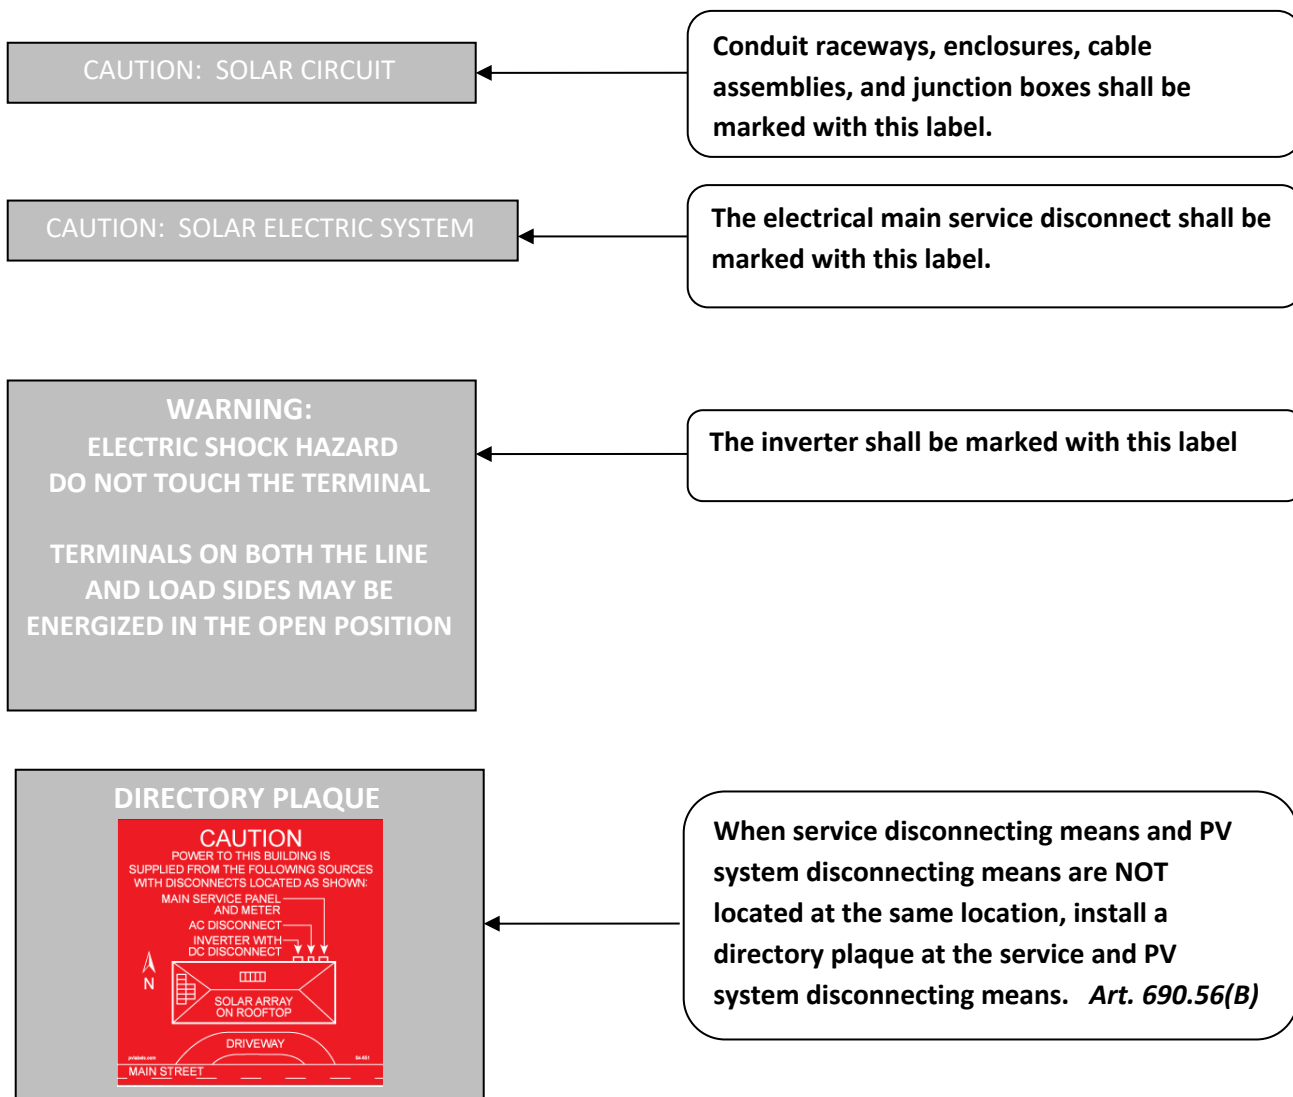 CAUTION:  SOLAR CIRCUIT
Conduit raceways, enclosures, cable
assemblies, and junction boxes shall be
marked with this label.
CAUTION:  SOLAR ELECTRIC SYSTEM
The electrical main service disconnect shall be
marked with this label.
WARNING:
ELECTRIC SHOCK HAZARD
DO NOT TOUCH THE TERMINAL
TERMINALS ON BOTH THE LINE
AND LOAD SIDES MAY BE
ENERGIZED IN THE OPEN POSITION
The inverter shall be marked with this label
DIRECTORY PLAQUE
CAUTION
POWER TO THIS BUILDING IS
SUPPLIED FROM THE FOLLOWING SOURCES
WITH DISCONNECTS LOCATED AS SHOWN:
MAIN SERVICE PANEL
AND METER
AC DISCONNECT
INVERTER WITH
DC DISCONNECT
N
SOLAR ARRAY
ON ROOFTOP
DRIVEWAY
MAIN STREET
When service disconnecting means and PV
system disconnecting means are NOT
located at the same location, install a
directory plaque at the service and PV
system disconnecting means.   Art. 690.56(B)